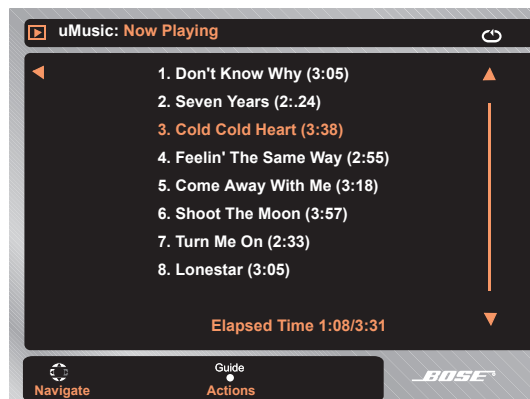 uMusic: Now Playing
1. Don't Know Why (3:05)
2. Seven Years (2:.24)
3. Cold Cold Heart (3:38)
4. Feelin' The Same Way (2:55)
5. Come Away With Me (3:18)
6. Shoot The Moon (3:57)
7. Turn Me On (2:33)
8. Lonestar (3:05)
Elapsed Time 1:08/3:31
Navigate
Guide
Actions
BOSE